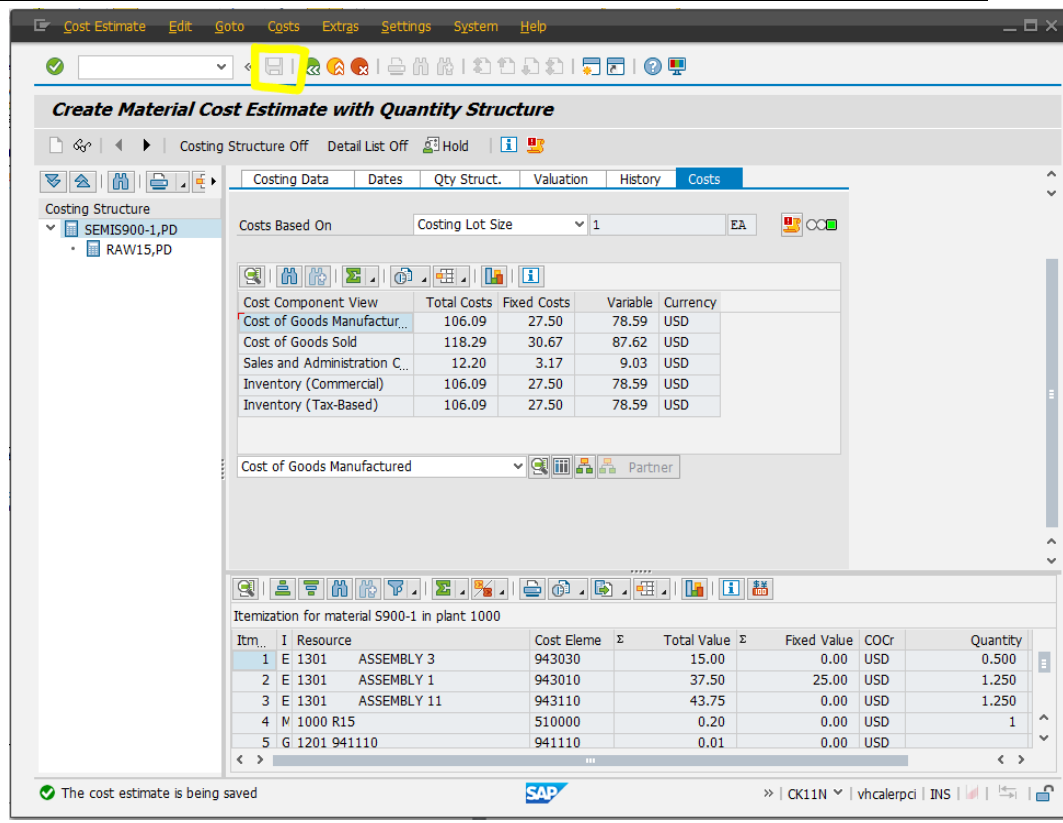 Cost Estimate Edit Goto Costs Extras Settings System Help
Create Material Cost Estimate with Quantity Structure
Costing Structure Off Detail List Off Hold
Costing Data Dates Qty Struct. Valuation History Costs
Costing Structure
SEMIS900-1,PD
RAW15,PD
Costs Based On Costing Lot Size 1 EA
Cost Component View Total Costs Fixed Costs Variable Currency
Cost of Goods Manufactur... 106.09 27.50 78.59 USD
Cost of Goods Sold 118.29 30.67 87.62 USD
Sales and Administration C... 12.20 3.17 9.03 USD
Inventory (Commercial) 106.09 27.50 78.59 USD
Inventory (Tax-Based) 106.09 27.50 78.59 USD
Cost of Goods Manufactured Partner
Itemization for material S900-1 in plant 1000
Itm... I Resource Cost Eleme Σ Total Value Σ Fixed Value COCr Quantity
1 E 1301 ASSEMBLY 3 943030 15.00 0.00 USD 0.500
2 E 1301 ASSEMBLY 1 943010 37.50 25.00 USD 1.250
3 E 1301 ASSEMBLY 11 943110 43.75 0.00 USD 1.250
4 M 1000 R15 510000 0.20 0.00 USD 1
5 G 1201 941110 941110 0.01 0.00 USD
The cost estimate is being saved SAP » CK11N vhcalerpci INS